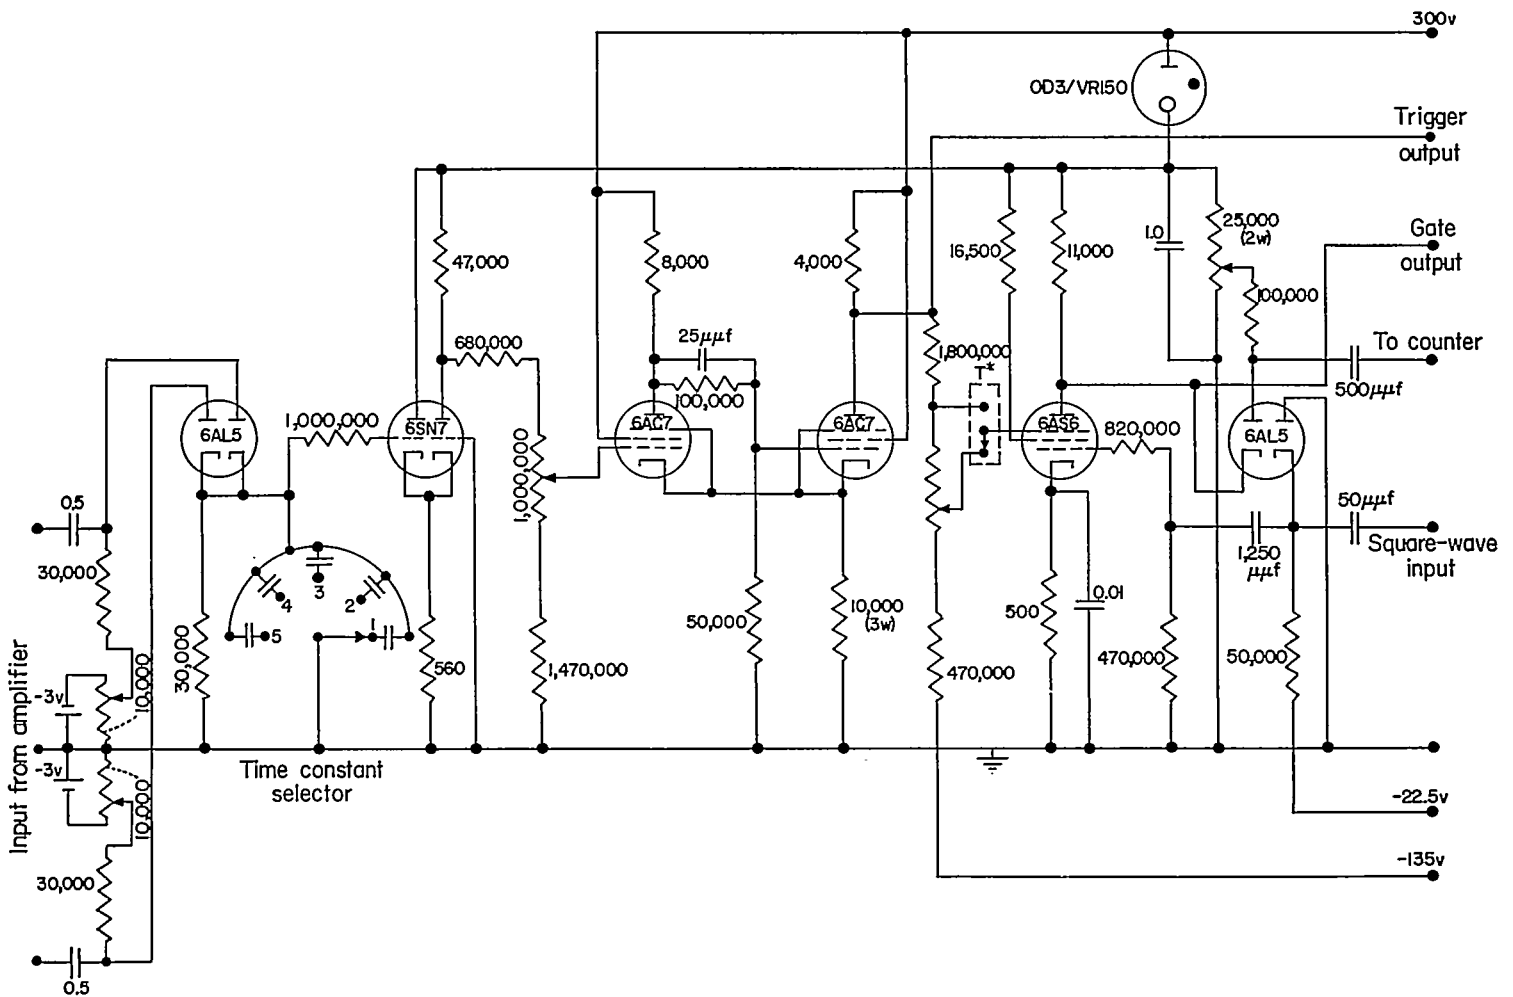 300v
OD3/VR150
Trigger
output
Gate
output
To counter
500μμf
47,000
8,000
4,000
16,500
11,000
1.0
25,000
(2w)
100,000
680,000
25μμf
100,000
1,800,000
T*
1,000,000
6AL5
6SN7
6AC7
6AC7
6AS6
820,000
6AL5
1,000,000
0.5
50μμf
Square-wave
input
1,250
μμf
30,000
3
4
2
5
1
30,000
560
1,470,000
50,000
10,000
(3w)
500
0.01
470,000
470,000
50,000
Input from amplifier
-3v
10,000
-3v
10,000
Time constant
selector
-22.5v
-135v
30,000
0.5